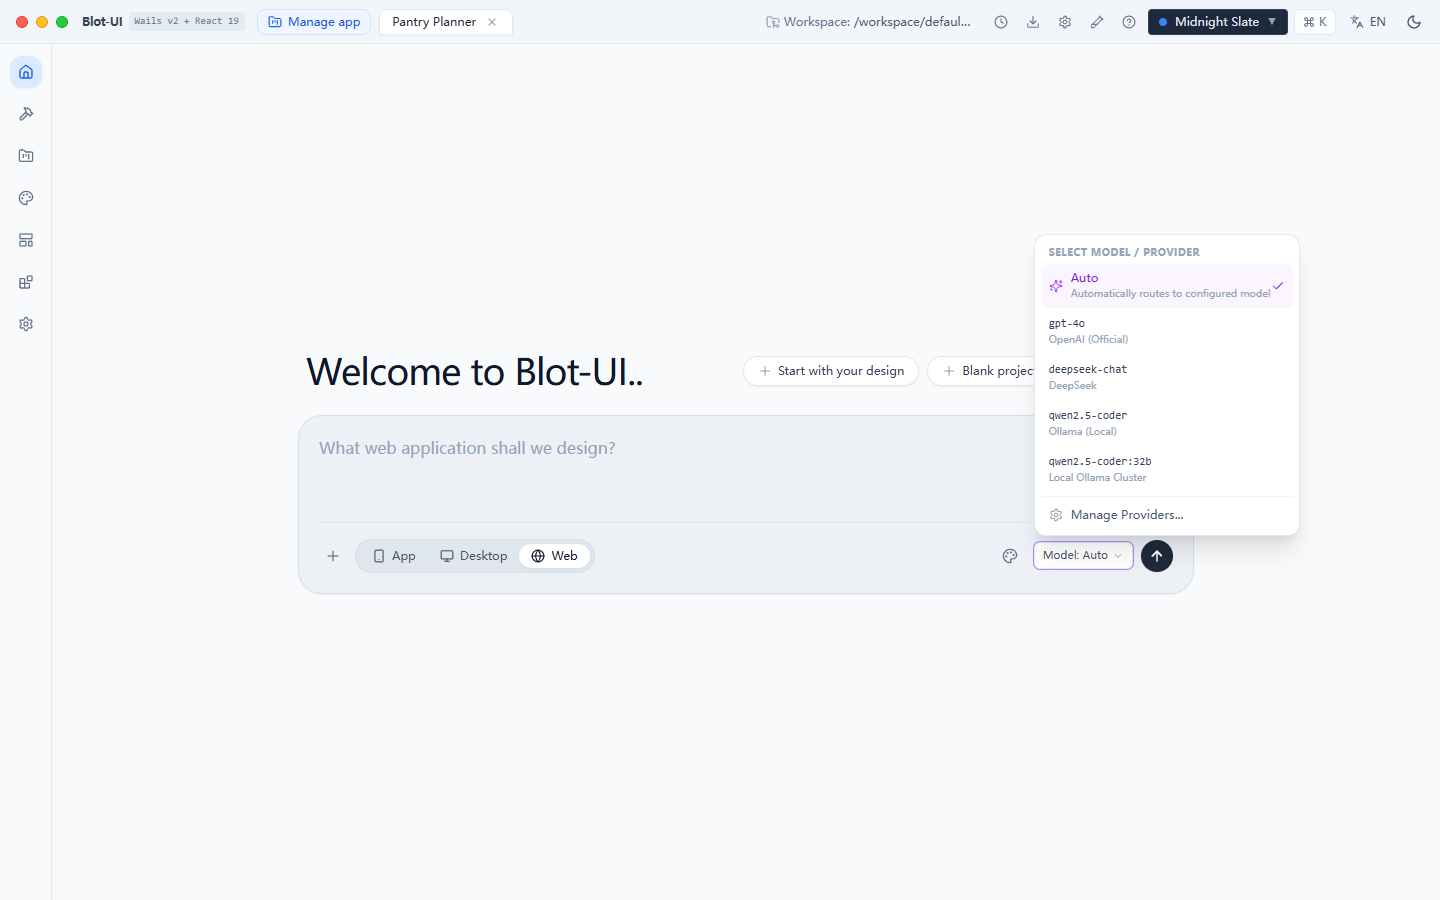 Blot-UI
Wails v2 + React 19
Manage app
Pantry Planner
Workspace: /workspace/defaul...
Midnight Slate
⌘ K
EN
SELECT MODEL / PROVIDER
Auto
Automatically routes to configured model
gpt-4o
OpenAI (Official)
deepseek-chat
DeepSeek
qwen2.5-coder
Ollama (Local)
qwen2.5-coder:32b
Local Ollama Cluster
Manage Providers...
Welcome to Blot-UI..
Start with your design
Blank project
What web application shall we design?
App
Desktop
Web
Model: Auto